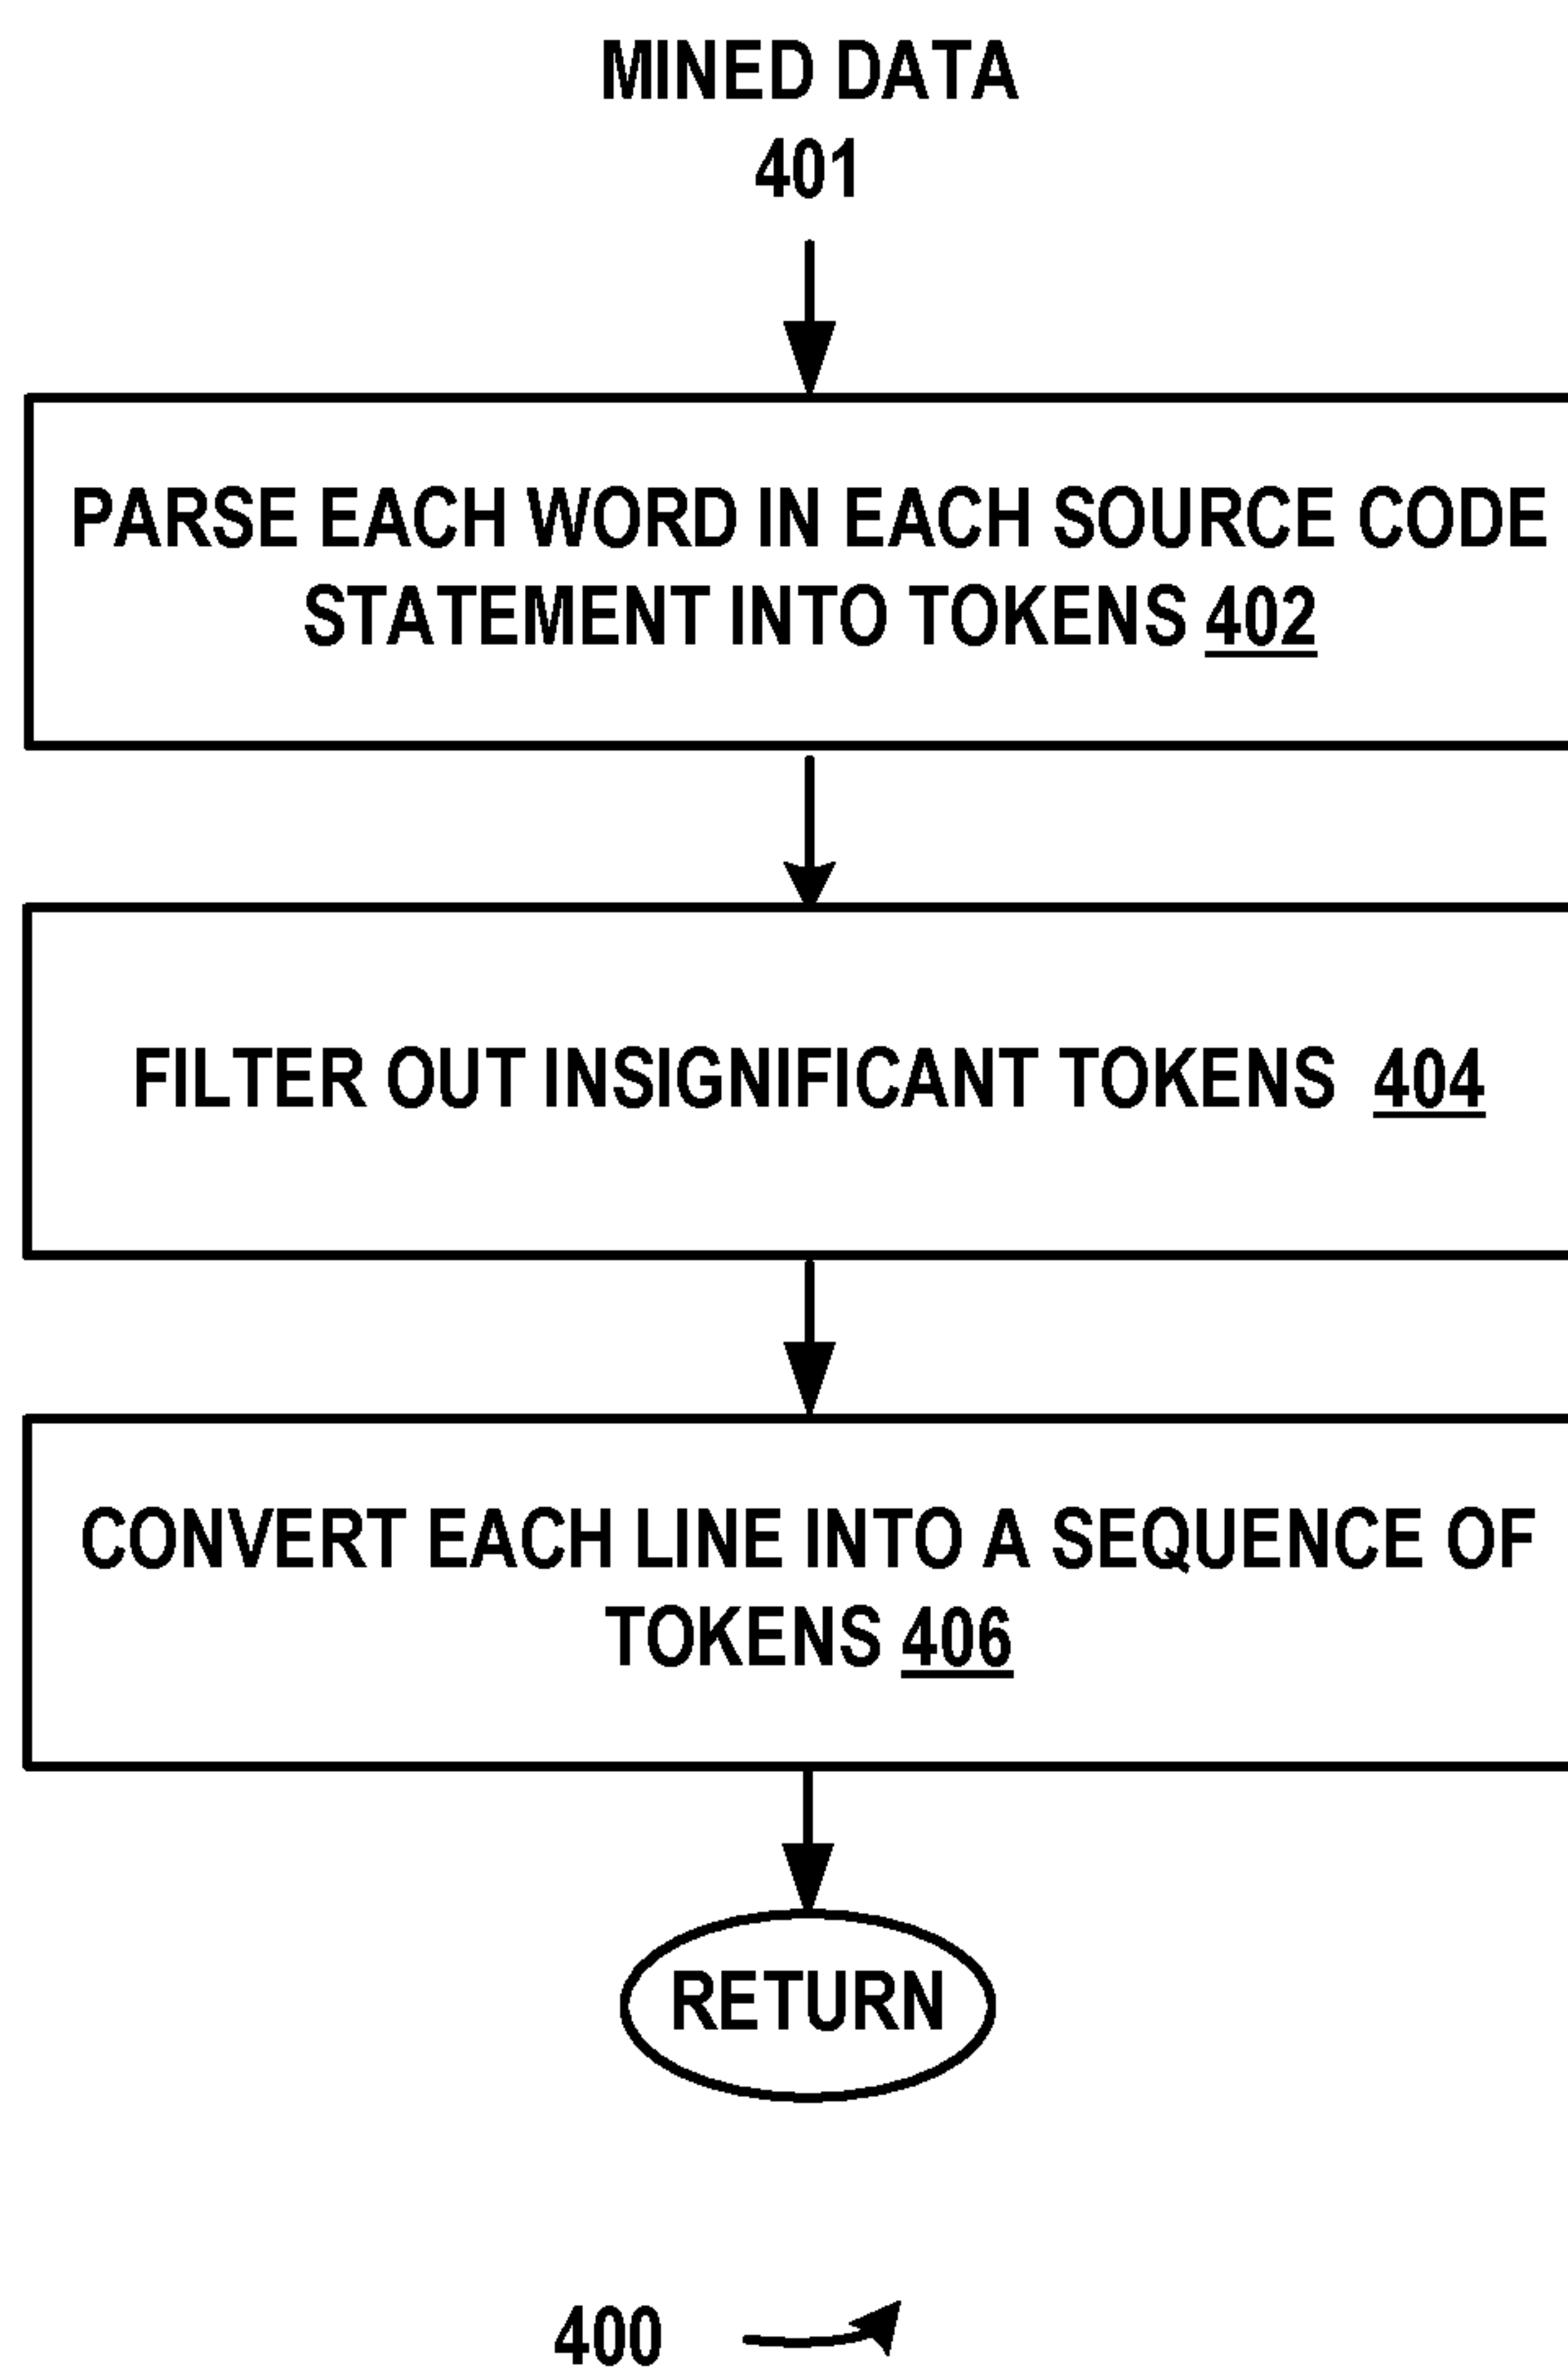 MINED DATA
401
PARSE EACH WORD IN EACH SOURCE CODE
STATEMENT INTO TOKENS 402
FILTER OUT INSIGNIFICANT TOKENS 404
CONVERT EACH LINE INTO A SEQUENCE OF
TOKENS 406
RETURN
400